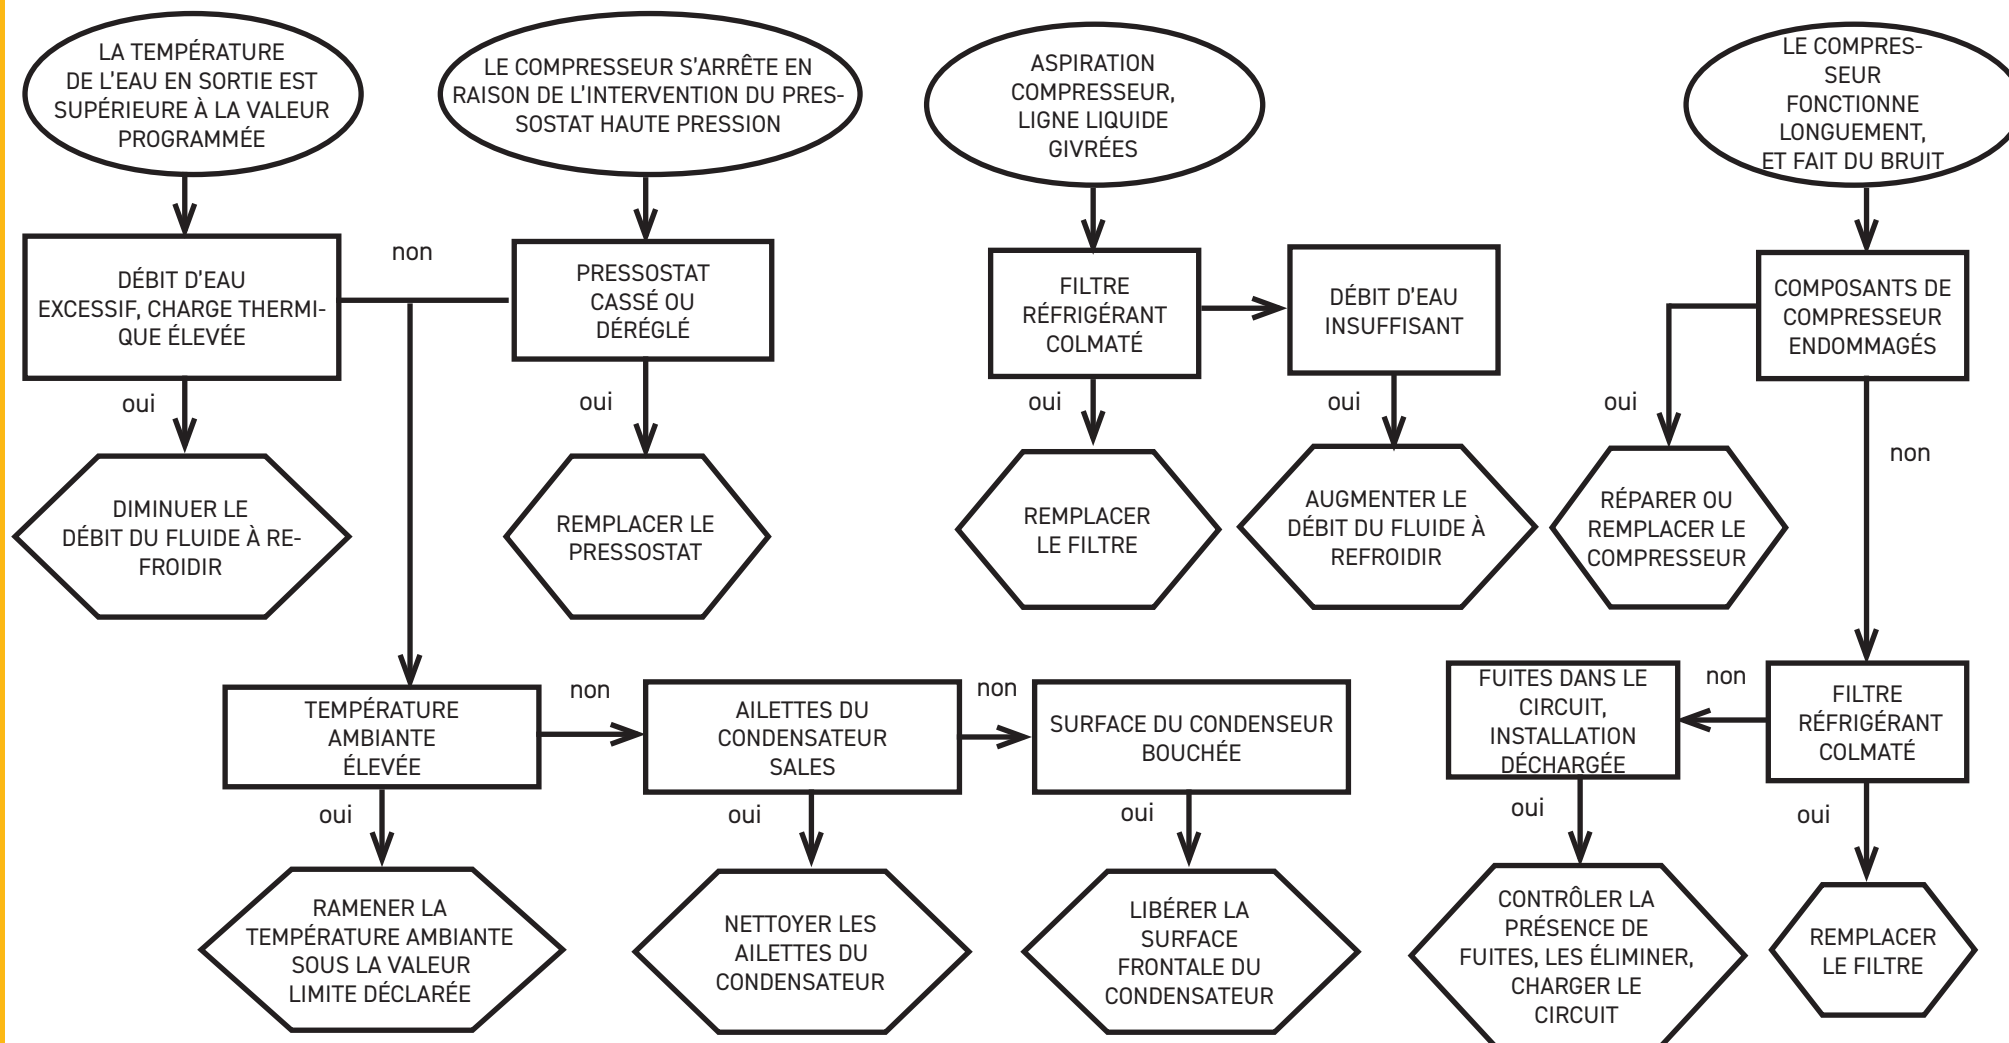 LA TEMPÉRATURE
DE L'EAU EN SORTIE EST
SUPÉRIEURE À LA VALEUR
PROGRAMMÉE
LE COMPRESSEUR S'ARRÊTE EN
RAISON DE L'INTERVENTION DU PRES-
SOSTAT HAUTE PRESSION
ASPIRATION
COMPRESSEUR,
LIGNE LIQUIDE
GIVRÉES
LE COMPRES-
SEUR
FONCTIONNE
LONGUEMENT,
ET FAIT DU BRUIT
DÉBIT D'EAU
EXCESSIF, CHARGE THERMI-
QUE ÉLEVÉE
non
PRESSOSTAT
CASSÉ OU
DÉRÉGLÉ
FILTRE
RÉFRIGÉRANT
COLMATÉ
DÉBIT D'EAU
INSUFFISANT
COMPOSANTS DE
COMPRESSEUR
ENDOMMAGÉS
oui
oui
oui
oui
oui
non
DIMINUER LE
DÉBIT DU FLUIDE À RE-
FROIDIR
REMPLACER LE
PRESSOSTAT
REMPLACER
LE FILTRE
AUGMENTER LE
DÉBIT DU FLUIDE À
REFROIDIR
RÉPARER OU
REMPLACER LE
COMPRESSEUR
TEMPÉRATURE
AMBIANTE
ÉLEVÉE
non
AILETTES DU
CONDENSATEUR
SALES
non
SURFACE DU CONDENSEUR
BOUCHÉE
FUITES DANS LE
CIRCUIT,
INSTALLATION
DÉCHARGÉE
non
FILTRE
RÉFRIGÉRANT
COLMATÉ
oui
oui
oui
oui
oui
RAMENER LA
TEMPÉRATURE AMBIANTE
SOUS LA VALEUR
LIMITE DÉCLARÉE
NETTOYER LES
AILETTES DU
CONDENSATEUR
LIBÉRER LA
SURFACE
FRONTALE DU
CONDENSATEUR
CONTRÔLER LA
PRÉSENCE DE
FUITES, LES ÉLIMINER,
CHARGER LE
CIRCUIT
REMPLACER
LE FILTRE